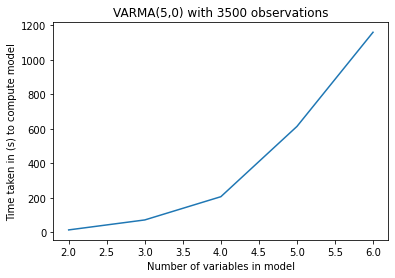 VARMA(5,0) with 3500 observations
Time taken in (s) to compute model
1200
1000
800
600
400
200
0
2.0 2.5 3.0 3.5 4.0 4.5 5.0 5.5 6.0
Number of variables in model